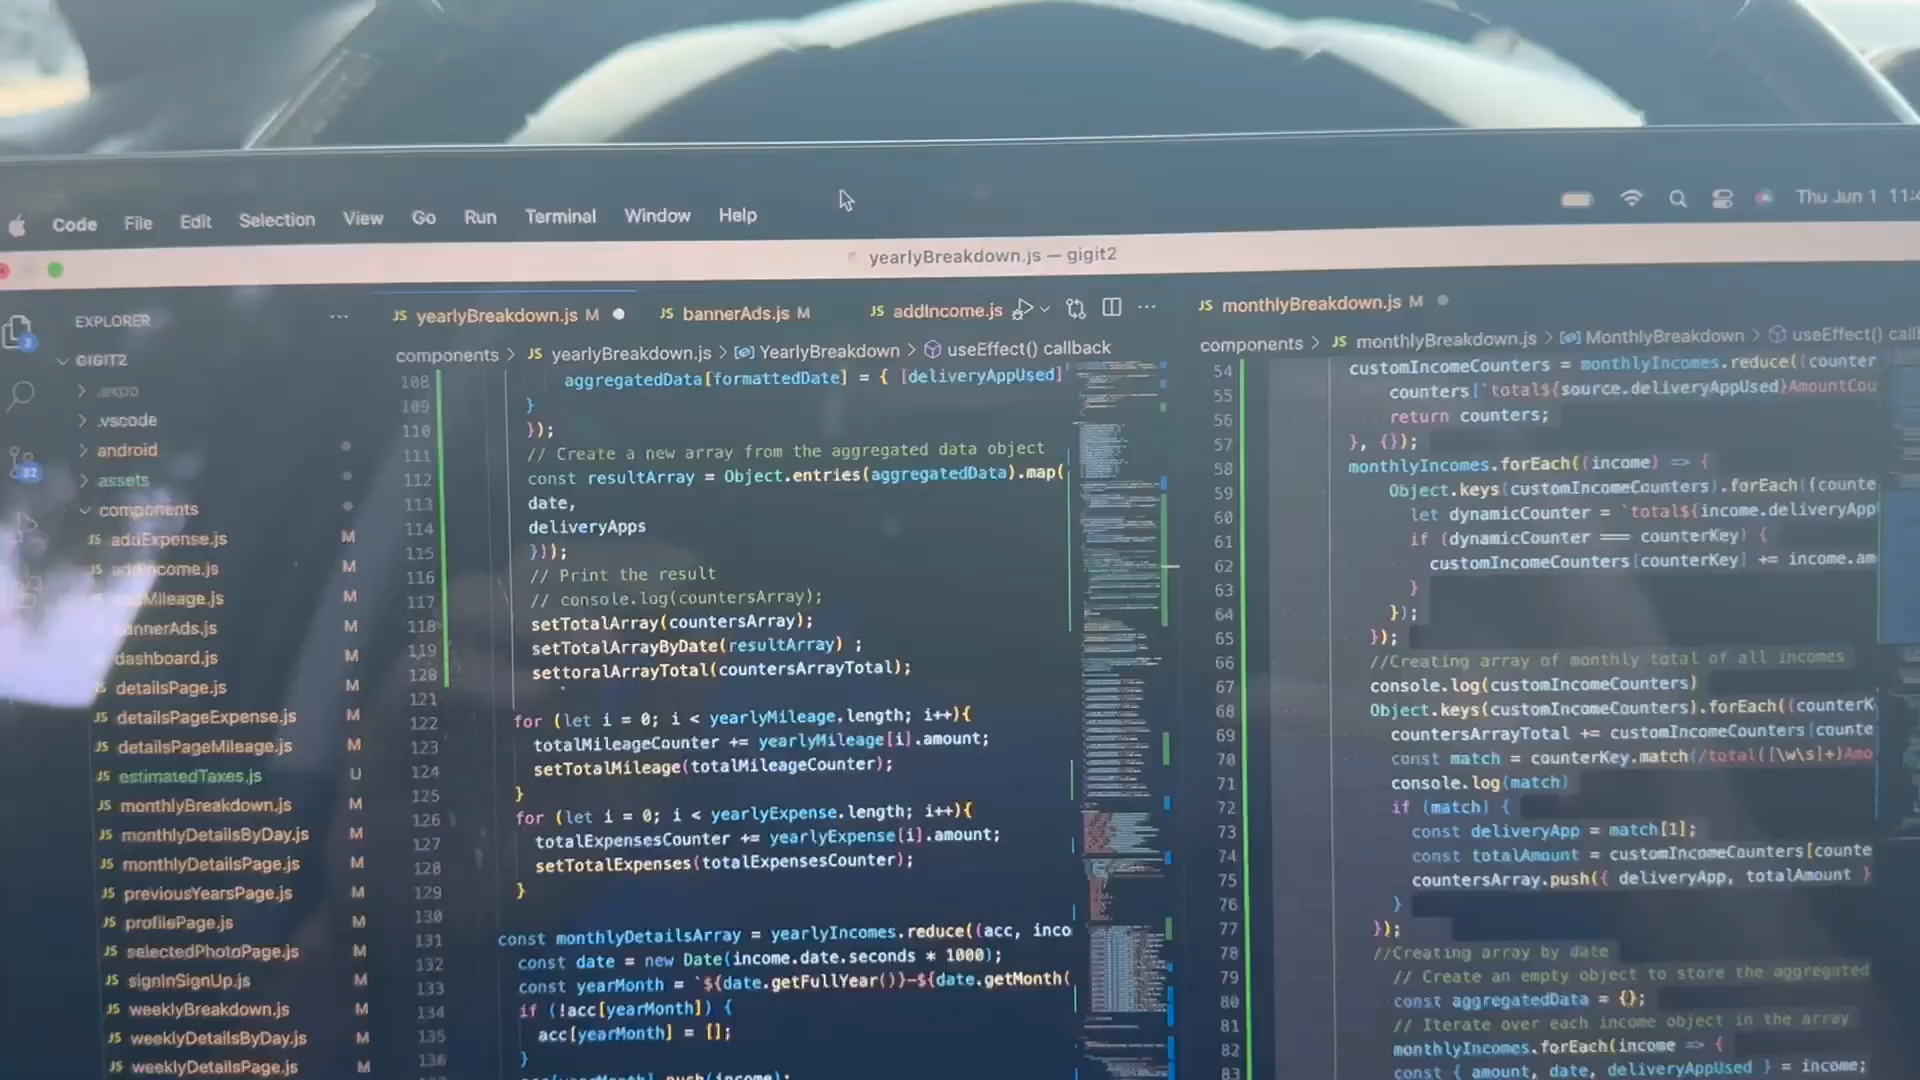 Code File Edit Selection View Go Run Terminal Window Help
Thu Jun 1
yearlyBreakdown.js — gigit2
EXPLORER
GIGIT2
.expo
.vscode
android
assets
components
addExpense.js M
addIncome.js M
Mileage.js M
nnerAds.js M
dashboard.js M
detailsPage.js M
detailsPageExpense.js M
detailsPageMileage.js M
estimatedTaxes.js U
monthlyBreakdown.js M
monthlyDetailsByDay.js M
monthlyDetailsPage.js M
previousYearsPage.js M
profilePage.js M
selectedPhotoPage.js M
signInSignUp.js M
weeklyBreakdown.js M
weeklyDetailsByDay.js M
weeklyDetailsPage.js M
2
32
JS yearlyBreakdown.js M JS bannerAds.js M JS addIncome.js
components > JS yearlyBreakdown.js > YearlyBreakdown > useEffect() callback
108 aggregatedData[formattedDate] = { [deliveryAppUsed]
109 }
110 });
111 // Create a new array from the aggregated data object
112 const resultArray = Object.entries(aggregatedData).map(
113 date,
114 deliveryApps
115 }));
116 // Print the result
117 // console.log(countersArray);
118 setTotalArray(countersArray);
119 setTotalArrayByDate(resultArray) ;
120 settoralArrayTotal(countersArrayTotal);
121
122 for (let i = 0; i < yearlyMileage.length; i++){
123 totalMileageCounter += yearlyMileage[i].amount;
124 setTotalMileage(totalMileageCounter);
125 }
126 for (let i = 0; i < yearlyExpense.length; i++){
127 totalExpensesCounter += yearlyExpense[i].amount;
128 setTotalExpenses(totalExpensesCounter);
129 }
130
131 const monthlyDetailsArray = yearlyIncomes.reduce((acc, inco
132 const date = new Date(income.date.seconds * 1000);
133 const yearMonth = `${date.getFullYear()}-${date.getMonth(
134 if (!acc[yearMonth]) {
135 acc[yearMonth] = [];
136 }
JS monthlyBreakdown.js M
components > JS monthlyBreakdown.js > MonthlyBreakdown > useEffect() call
54 customIncomeCounters = monthlyIncomes.reduce((counter
55 counters[`total${source.deliveryAppUsed}AmountCou
56 return counters;
57 }, {});
58 monthlyIncomes.forEach((income) => {
59 Object.keys(customIncomeCounters).forEach((counte
60 let dynamicCounter = `total${income.deliveryApp
61 if (dynamicCounter === counterKey) {
62 customIncomeCounters[counterKey] += income.am
63 }
64 });
65 });
66 //Creating array of monthly total of all incomes
67 console.log(customIncomeCounters)
68 Object.keys(customIncomeCounters).forEach((counterK
69 countersArrayTotal += customIncomeCounters[counte
70 const match = counterKey.match(/total([\w\s]+)Amo
71 console.log(match)
72 if (match) {
73 const deliveryApp = match[1];
74 const totalAmount = customIncomeCounters[counte
75 countersArray.push({ deliveryApp, totalAmount }
76 }
77 });
78 //Creating array by date
79 // Create an empty object to store the aggregated
80 const aggregatedData = {};
81 // Iterate over each income object in the array
82 monthlyIncomes.forEach(income => {
83 const { amount, date, deliveryAppUsed } = income;